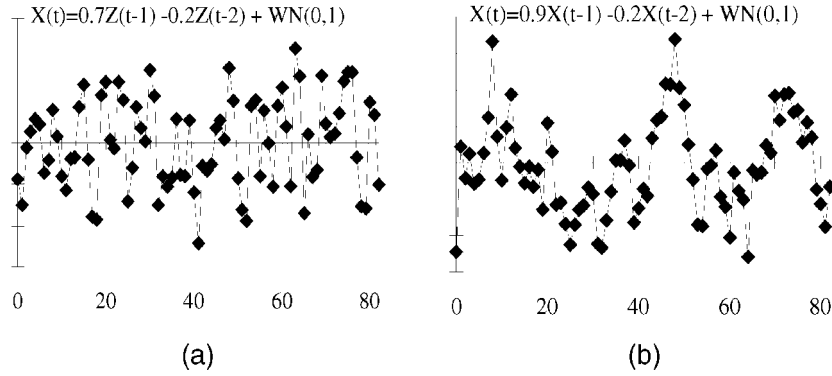 X(t)=0.7Z(t-1) -0.2Z(t-2) + WN(0,1)
X(t)=0.9X(t-1) -0.2X(t-2) + WN(0,1)
0 20 40 60 80
0 20 40 60 80
(a)
(b)